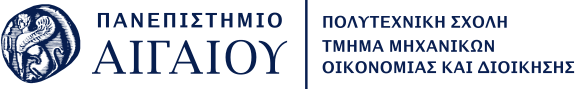 ΠΑΝΕΠΙΣΤΗΜΙΟ
ΑΙΓΑΙΟΥ
ΠΟΛΥΤΕΧΝΙΚΗ ΣΧΟΛΗ
ΤΜΗΜΑ ΜΗΧΑΝΙΚΩΝ
ΟΙΚΟΝΟΜΙΑΣ ΚΑΙ ΔΙΟΙΚΗΣΗΣ